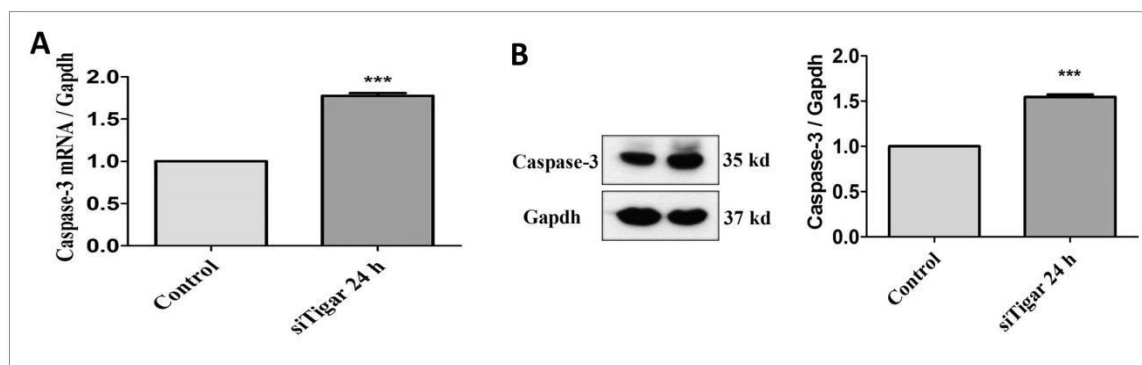 A
Caspase-3 mRNA / Gapdh
2.0
1.5
1.0
0.5
0.0
***
Control
siTigar 24 h
B
Caspase-3
35 kd
Gapdh
37 kd
Caspase-3 / Gapdh
2.0
1.5
1.0
0.5
0.0
***
Control
siTigar 24 h